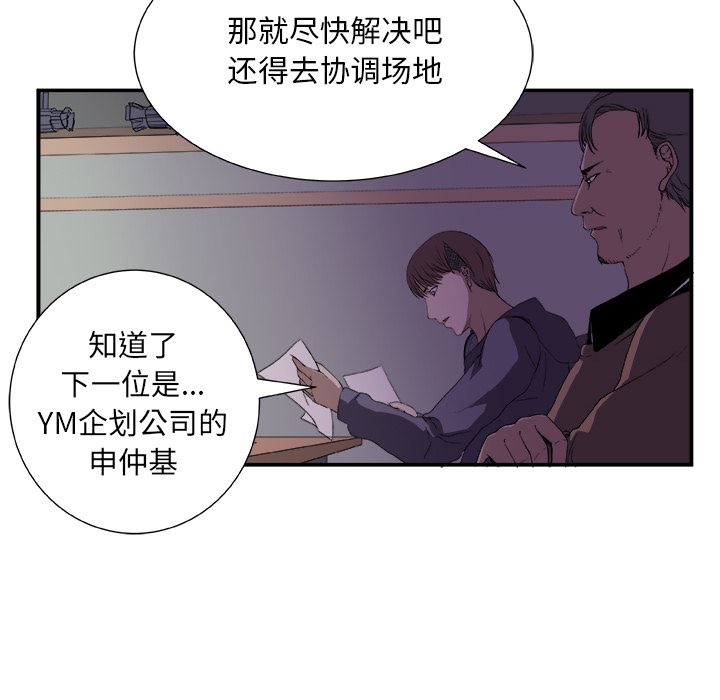 那就尽快解决吧
还得去协调场地
知道了
下一位是...
YM企划公司的
申仲基